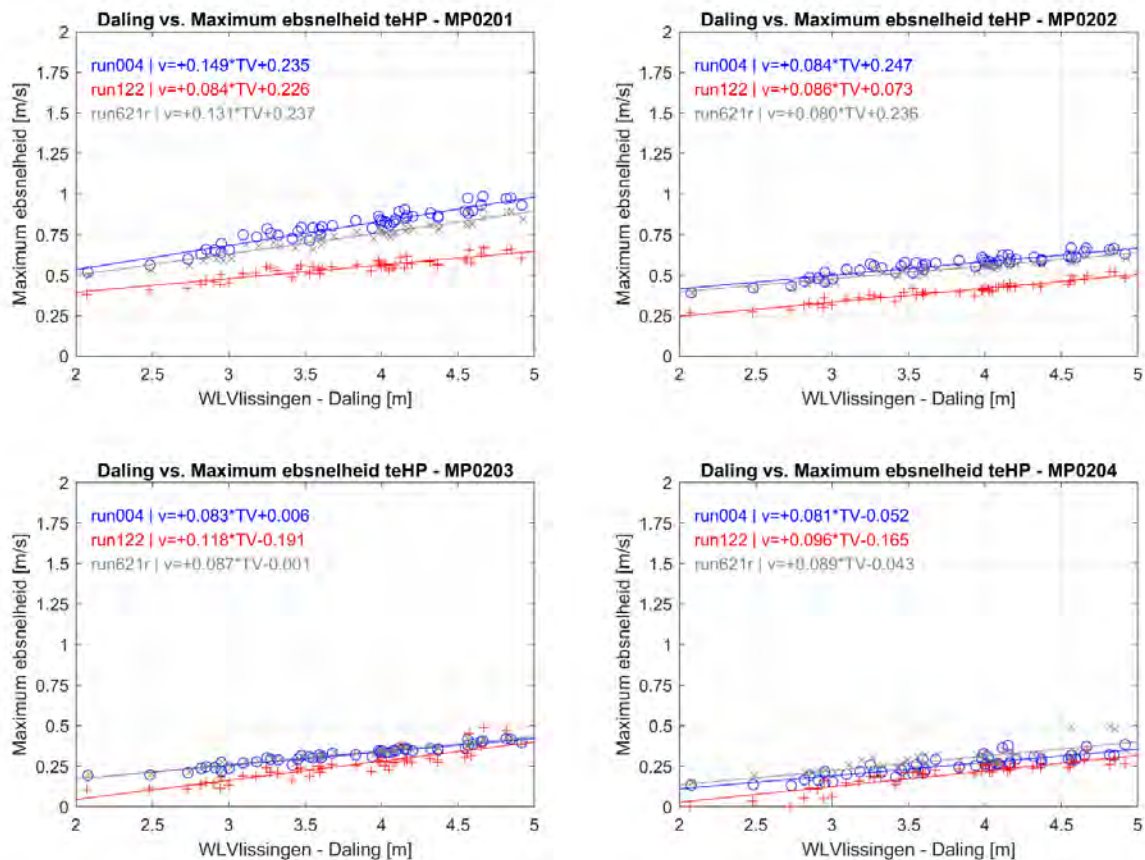 Daling vs. Maximum ebsnelheid teHP - MP0201
run004 | v=+0.149*TV+0.235
run122 | v=+0.084*TV+0.226
run621r | v=+0.131*TV+0.237
Maximum ebsnelheid [m/s]
2
1.75
1.5
1.25
1
0.75
0.5
0.25
0
2
2.5
3
3.5
4
4.5
5
WLVlissingen - Daling [m]
Daling vs. Maximum ebsnelheid teHP - MP0202
run004 | v=+0.084*TV+0.247
run122 | v=+0.086*TV+0.073
run621r | v=+0.080*TV+0.236
Maximum ebsnelheid [m/s]
2
1.75
1.5
1.25
1
0.75
0.5
0.25
0
2
2.5
3
3.5
4
4.5
5
WLVlissingen - Daling [m]
Daling vs. Maximum ebsnelheid teHP - MP0203
run004 | v=+0.083*TV+0.006
run122 | v=+0.118*TV-0.191
run621r | v=+0.087*TV-0.001
Maximum ebsnelheid [m/s]
2
1.75
1.5
1.25
1
0.75
0.5
0.25
0
2
2.5
3
3.5
4
4.5
5
WLVlissingen - Daling [m]
Daling vs. Maximum ebsnelheid teHP - MP0204
run004 | v=+0.081*TV-0.052
run122 | v=+0.096*TV-0.165
run621r | v=+0.089*TV-0.043
Maximum ebsnelheid [m/s]
2
1.75
1.5
1.25
1
0.75
0.5
0.25
0
2
2.5
3
3.5
4
4.5
5
WLVlissingen - Daling [m]